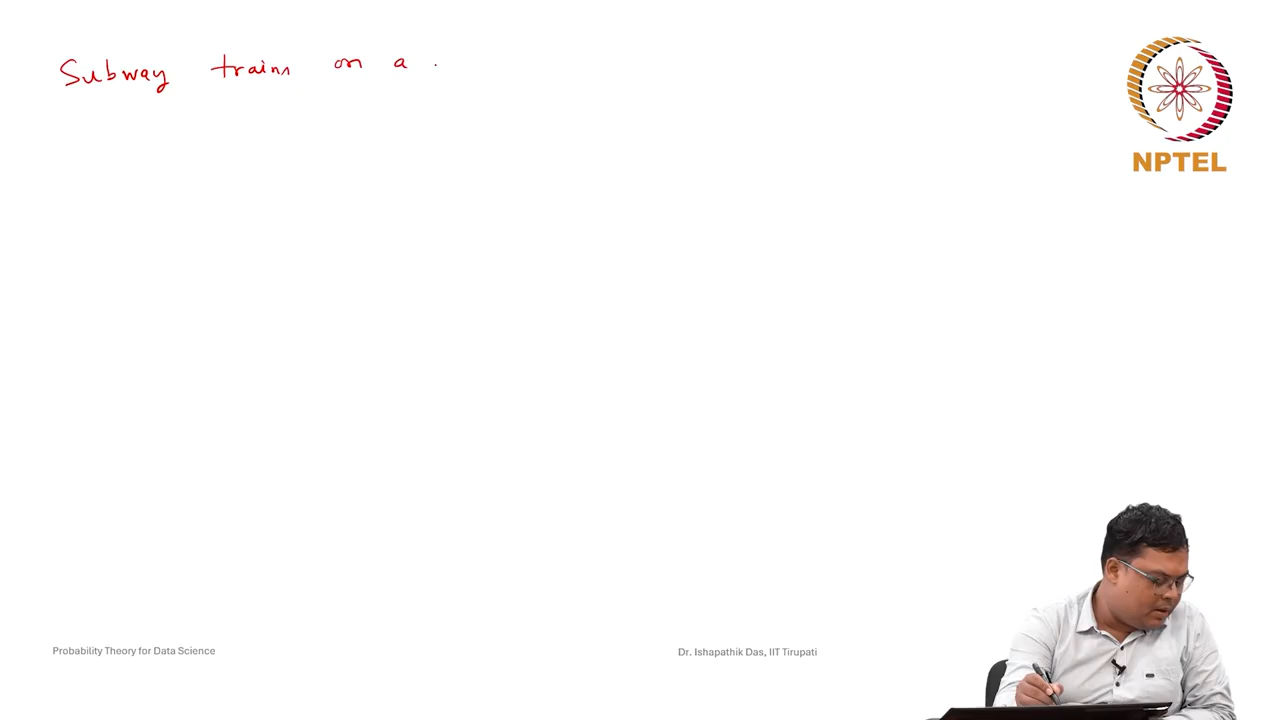 Subway trains on a
NPTEL
Probability Theory for Data Science
Dr. Ishapathik Das, IIT Tirupati